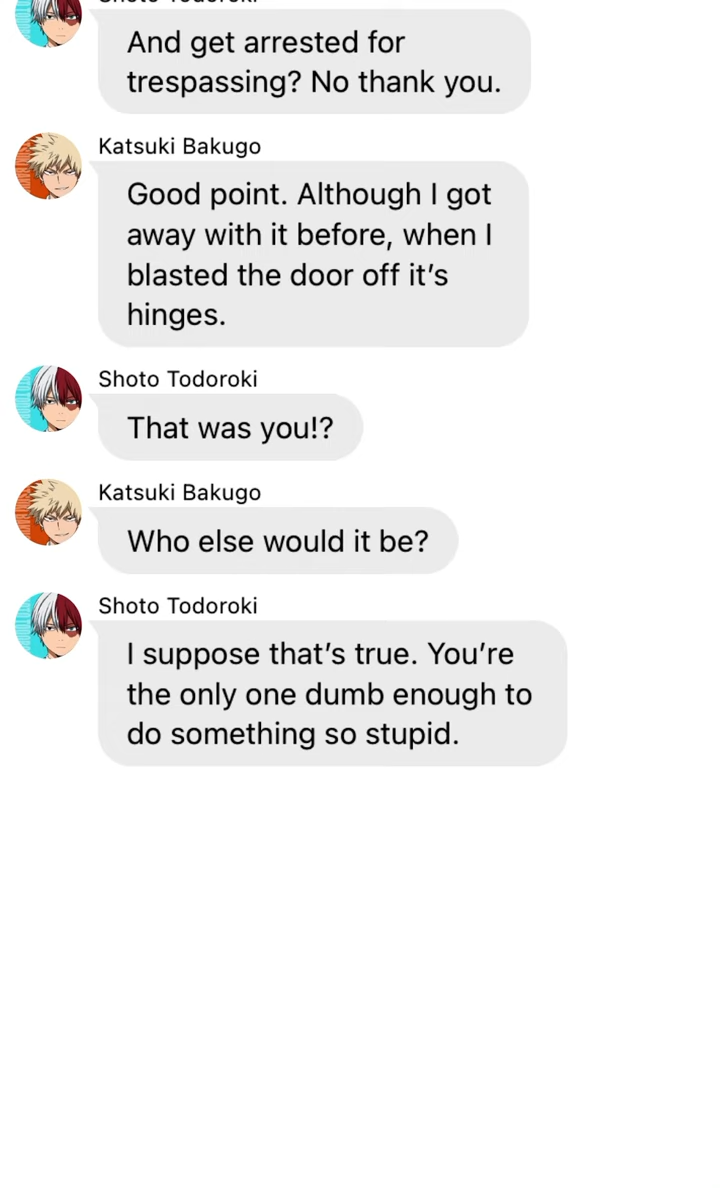 Shoto Todoroki
And get arrested for
trespassing? No thank you.
Katsuki Bakugo
Good point. Although I got
away with it before, when I
blasted the door off it’s
hinges.
Shoto Todoroki
That was you!?
Katsuki Bakugo
Who else would it be?
Shoto Todoroki
I suppose that’s true. You’re
the only one dumb enough to
do something so stupid.